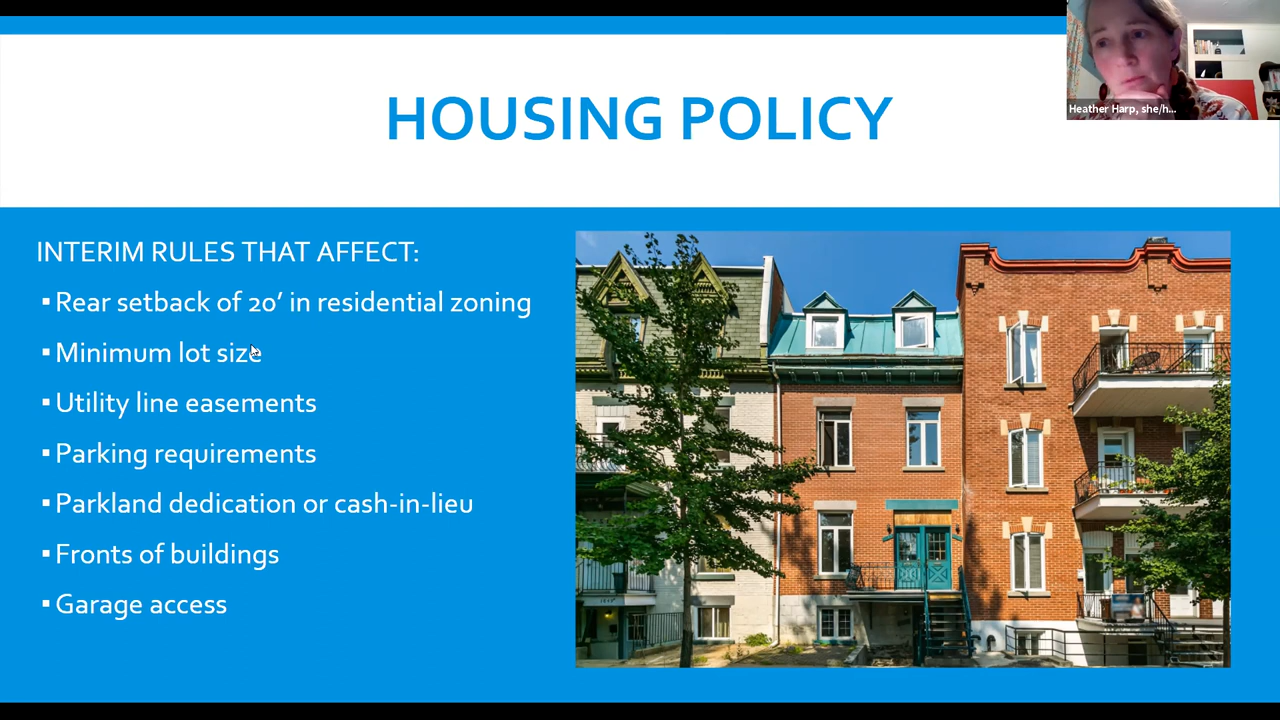 HOUSING POLICY
Heather Harp, she/h...
INTERIM RULES THAT AFFECT:
▪ Rear setback of 20’ in residential zoning
▪ Minimum lot size
▪ Utility line easements
▪ Parking requirements
▪ Parkland dedication or cash-in-lieu
▪ Fronts of buildings
▪ Garage access